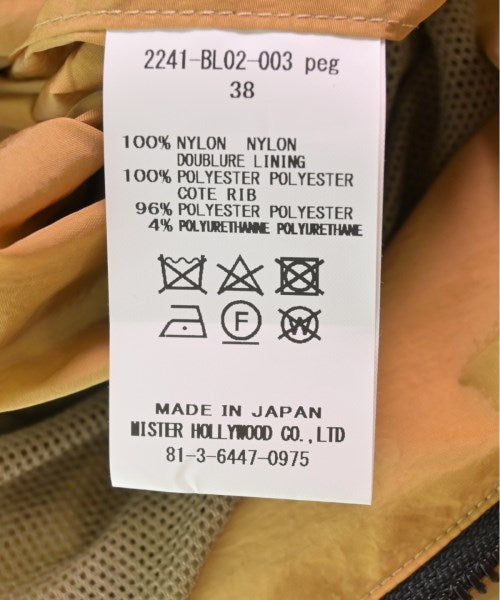 2241-BL02-003 peg
38
100% NYLON NYLON
DOUBLURE LINING
100% POLYESTER POLYESTER
COTE RIB
96% POLYESTER POLYESTER
4% POLYURETHANNE POLYURETHANE
F
W
MADE IN JAPAN
MISTER HOLLYWOOD CO.,LTD
81-3-6447-0975